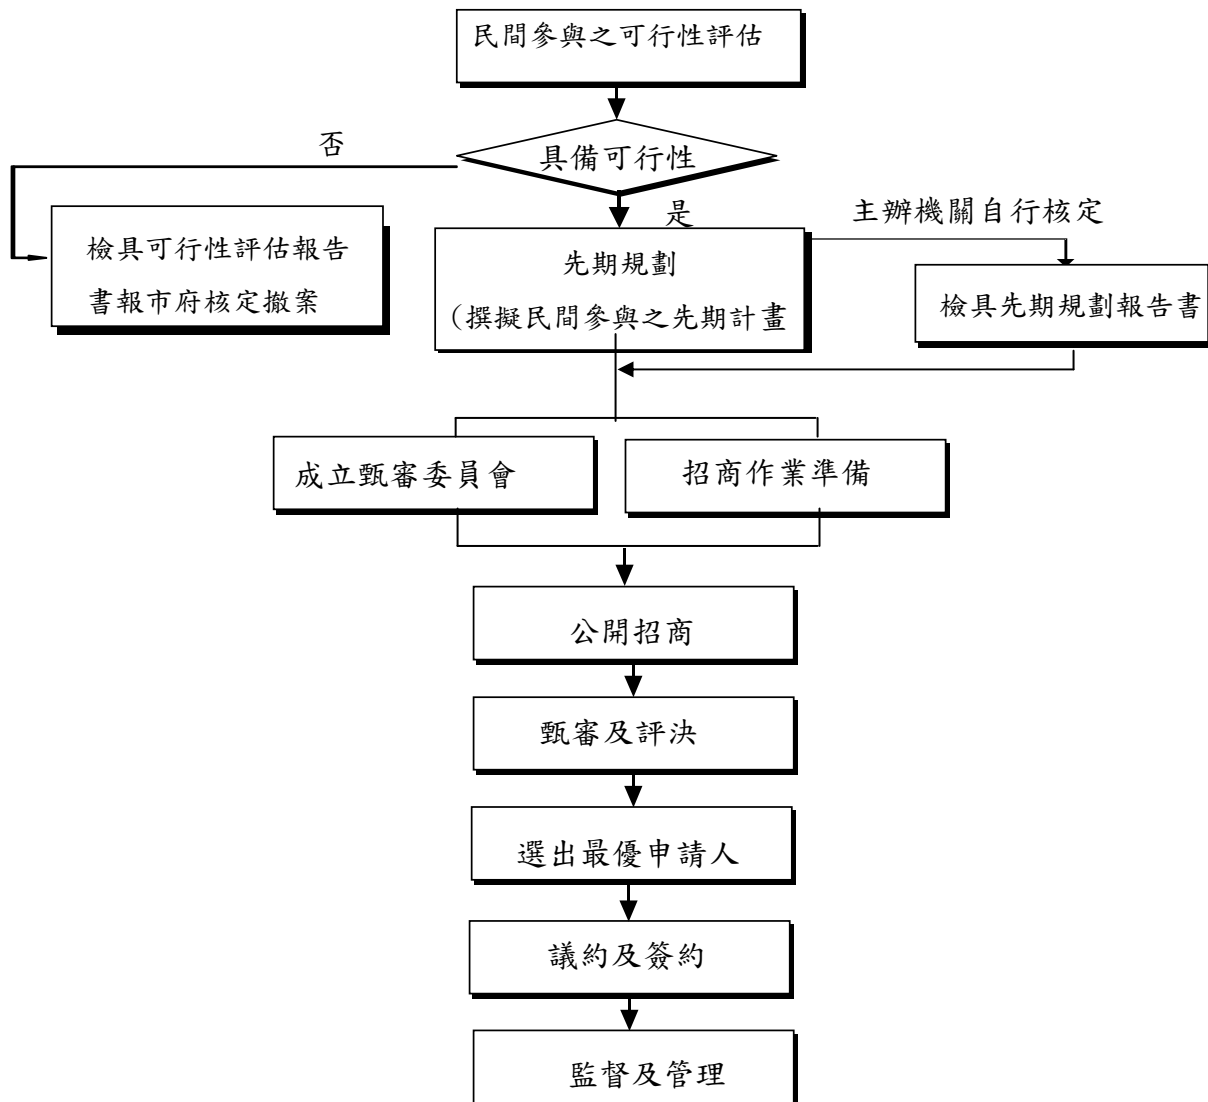 民間參與之可行性評估
否
具備可行性
是
主辦機關自行核定
檢具可行性評估報告
書報市府核定撤案
先期規劃
(撰擬民間參與之先期計畫
檢具先期規劃報告書
成立甄審委員會
招商作業準備
公開招商
甄審及評決
選出最優申請人
議約及簽約
監督及管理